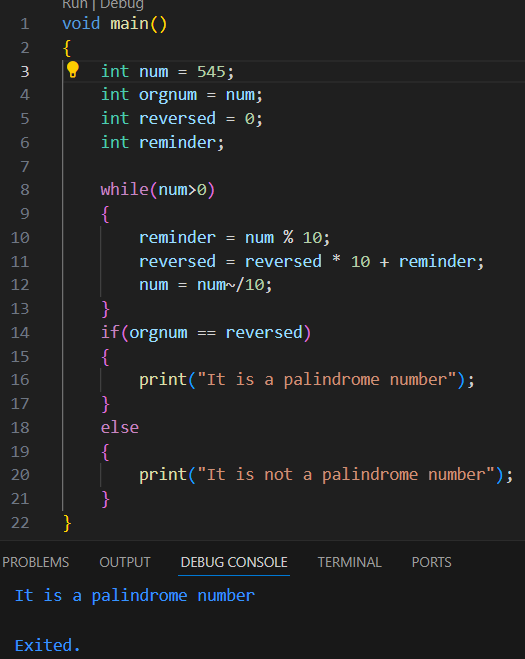 Run | Debug
1 void main()
2 {
3 int num = 545;
4 int orgnum = num;
5 int reversed = 0;
6 int reminder;
7
8 while(num>0)
9 {
10 reminder = num % 10;
11 reversed = reversed * 10 + reminder;
12 num = num~/10;
13 }
14 if(orgnum == reversed)
15 {
16 print("It is a palindrome number");
17 }
18 else
19 {
20 print("It is not a palindrome number");
21 }
22 }
PROBLEMS OUTPUT DEBUG CONSOLE TERMINAL PORTS
It is a palindrome number
Exited.